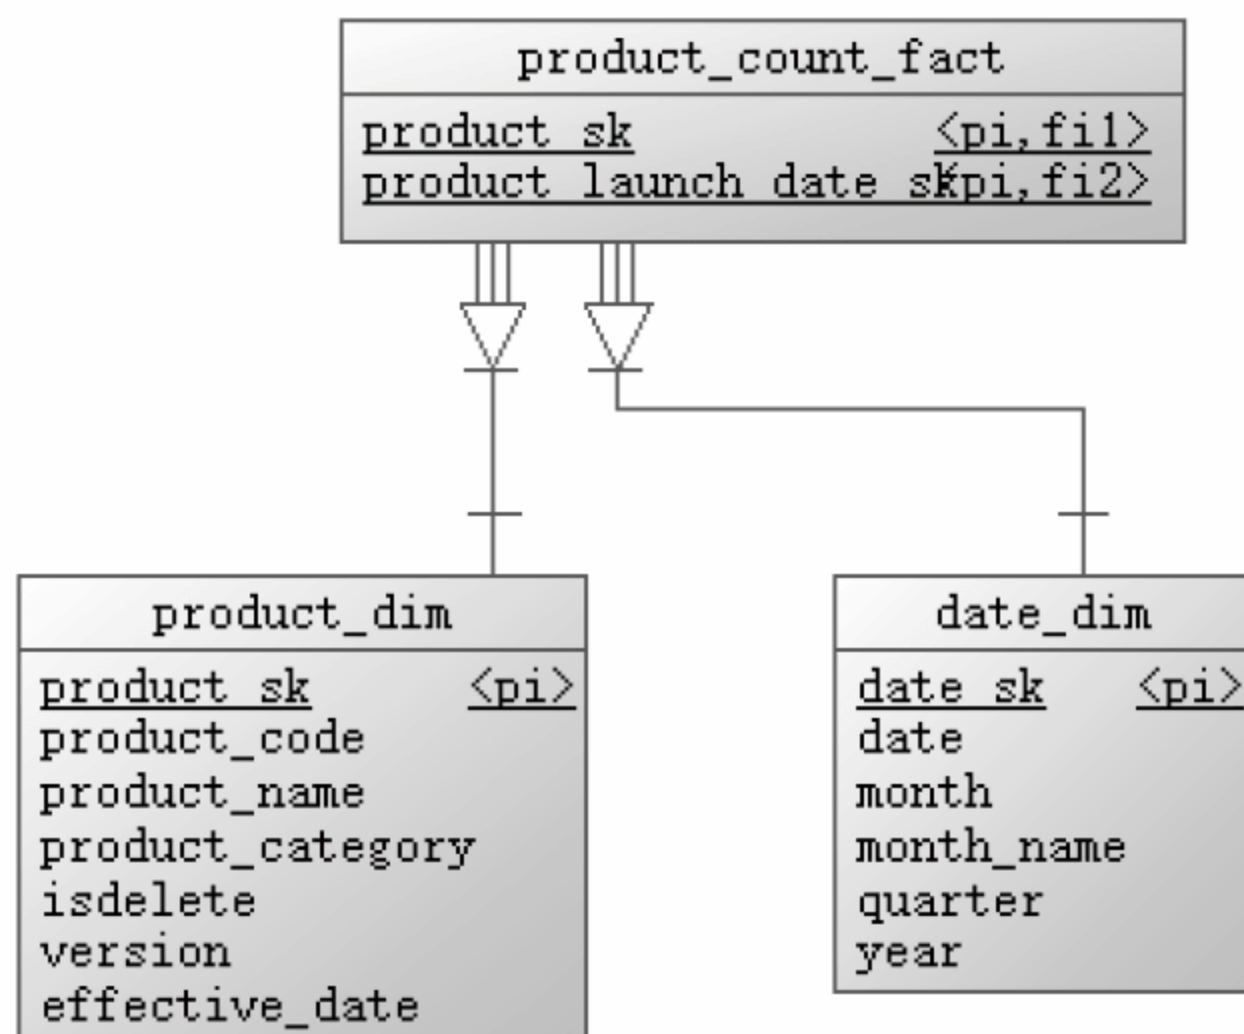 product_count_fact
product_sk <pi,fi1>
product_launch_date_sk <pi,fi2>
product_dim
product_sk <pi>
product_code
product_name
product_category
isdelete
version
effective_date
date_dim
date_sk <pi>
date
month
month_name
quarter
year